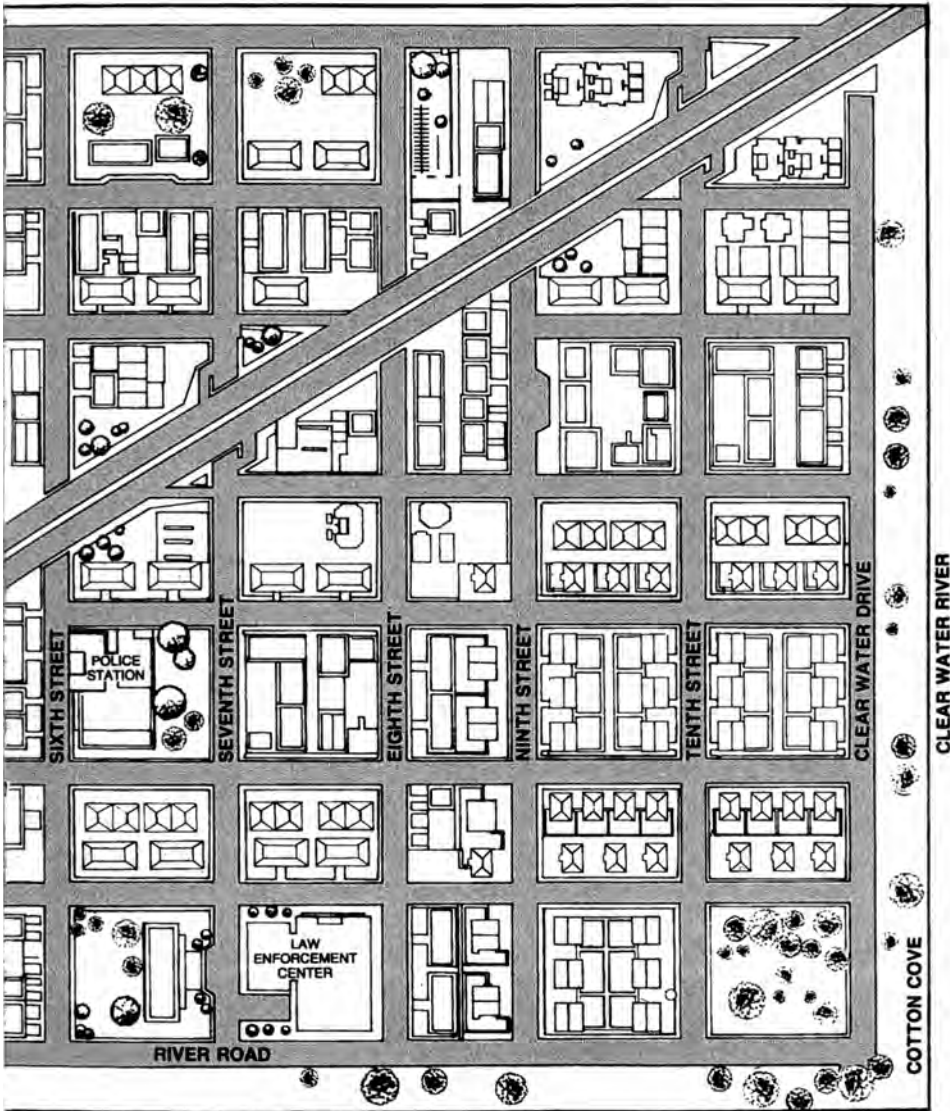 POLICE
STATION
SIXTH STREET
SEVENTH STREET
EIGHTH STREET
NINTH STREET
TENTH STREET
CLEAR WATER DRIVE
CLEAR WATER RIVER
LAW
ENFORCEMENT
CENTER
COTTON COVE
RIVER ROAD